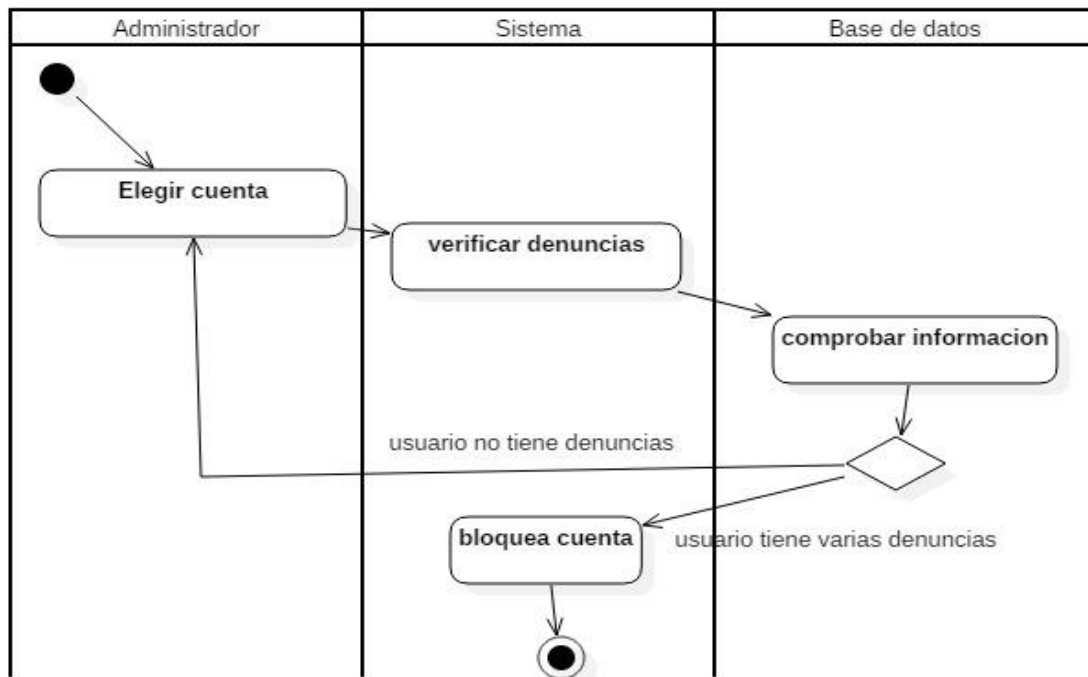 Administrador
Sistema
Base de datos
Elegir cuenta
verificar denuncias
comprobar informacion
usuario no tiene denuncias
bloquea cuenta
usuario tiene varias denuncias